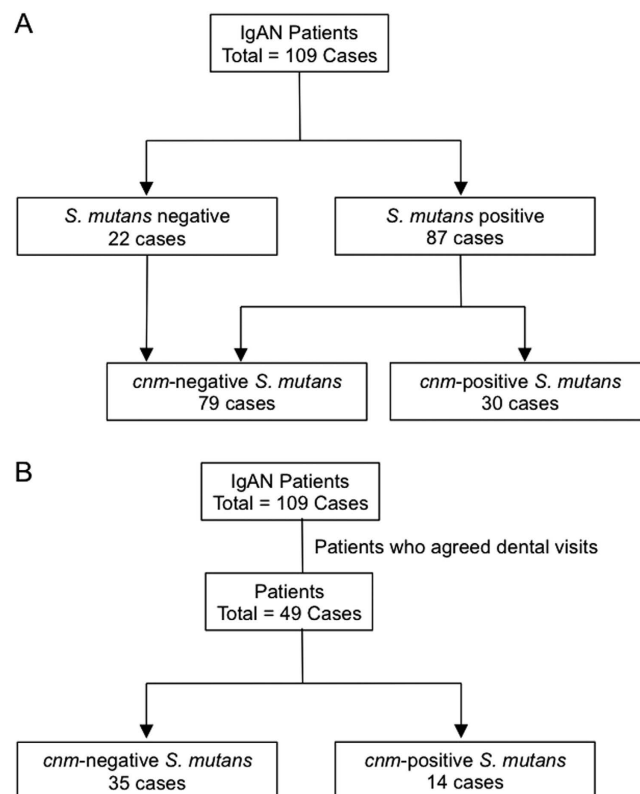 A
IgAN Patients
Total = 109 Cases
S. mutans negative
22 cases
S. mutans positive
87 cases
cnm-negative S. mutans
79 cases
cnm-positive S. mutans
30 cases
B
IgAN Patients
Total = 109 Cases
Patients who agreed dental visits
Patients
Total = 49 Cases
cnm-negative S. mutans
35 cases
cnm-positive S. mutans
14 cases